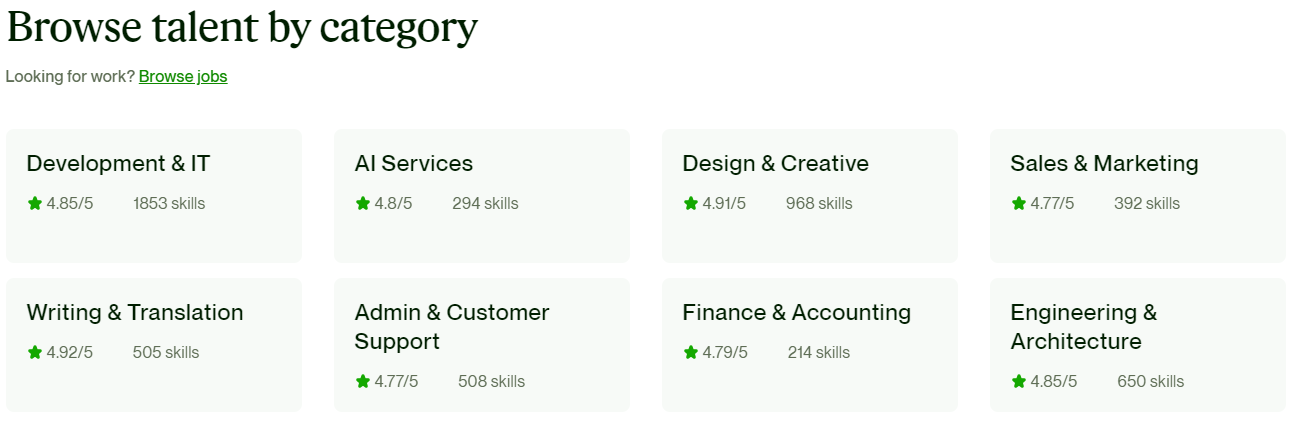 Browse talent by category
Looking for work? Browse jobs
Development & IT
4.85/5 1853 skills
AI Services
4.8/5 294 skills
Design & Creative
4.91/5 968 skills
Sales & Marketing
4.77/5 392 skills
Writing & Translation
4.92/5 505 skills
Admin & Customer
Support
4.77/5 508 skills
Finance & Accounting
4.79/5 214 skills
Engineering &
Architecture
4.85/5 650 skills